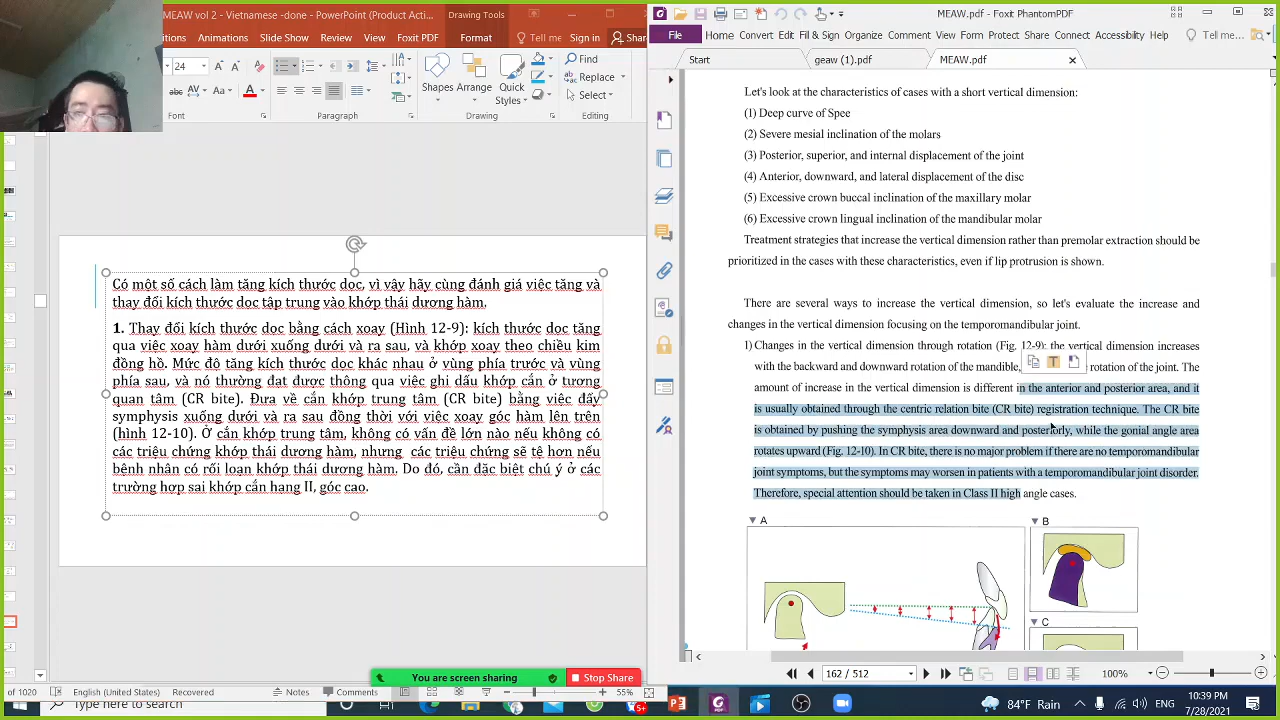 MEAW vol 2 - Vietnamese -done - PowerPoint (Product Acti...
Drawing Tools
itions
Animations
Slide Show
Review
View
Foxit PDF
Format
Tell me...
Sign in
24
abc
AV
Aa
A
Font
Paragraph
Shapes
Arrange
Quick
Styles
Drawing
Find
Replace
Select
Editing
Có một số cách làm tăng kích thước dọc, vì vậy hãy cùng đánh giá việc tăng và
thay đổi kích thước dọc tập trung vào khớp thái dương hàm.
1. Thay đổi kích thước dọc bằng cách xoay (Hình 12-9): kích thước dọc tăng
qua việc xoay hàm dưới xuống dưới và ra sau, và khớp xoay theo chiều kim
đồng hồ. Mức độ tăng kích thước dọc khác nhau ở vùng phía trước và vùng
phía sau, và nó thường đạt được thông qua việc ghi dấu khớp cắn ở tương
quan tâm (CR bite). Đưa về cắn khớp trung tâm (CR bite) bằng việc đẩy
symphysis xuống dưới và ra sau đồng thời với việc xoay góc hàm lên trên
(hình 12-10). Ở cắn khớp trung tâm, không có vấn đề lớn nào nếu không có
các triệu chứng khớp thái dương hàm, nhưng các triệu chứng sẽ tệ hơn nếu
bệnh nhân có rối loạn khớp thái dương hàm. Do đó, cần đặc biệt chú ý ở các
trường hợp sai khớp cắn hang II, góc cao.
You are screen sharing
Stop Share
of 1020
English (United States)
Recovered
Notes
Comments
55%
Type here to search
MEAW.pdf - Foxit PhantomPDF
File
Home
Convert
Edit
Fill & Sign
Organize
Comment
View
Form
Protect
Share
Connect
Accessibility
Help
Tell me...
Start
geaw (1).pdf
MEAW.pdf
Let's look at the characteristics of cases with a short vertical dimension:
(1) Deep curve of Spee
(2) Severe mesial inclination of the molars
(3) Posterior, superior, and internal displacement of the joint
(4) Anterior, downward, and lateral displacement of the disc
(5) Excessive crown buccal inclination of the maxillary molar
(6) Excessive crown lingual inclination of the mandibular molar
Treatment strategies that increase the vertical dimension rather than premolar extraction should be
prioritized in the cases with these characteristics, even if lip protrusion is shown.
There are several ways to increase the vertical dimension, so let's evaluate the increase and
changes in the vertical dimension focusing on the temporomandibular joint.
1) Changes in the vertical dimension through rotation (Fig. 12-9): the vertical dimension increases
with the backward and downward rotation of the mandible, rotation of the joint. The
amount of increase in the vertical dimension is different in the anterior and posterior area, and it
is usually obtained through the centric relation bite (CR bite) registration technique. The CR bite
is obtained by pushing the symphysis area downward and posteriorly, while the gonial angle area
rotates upward (Fig. 12-10). In CR bite, there is no major problem if there are no temporomandibular
joint symptoms, but the symptoms may worsen in patients with a temporomandibular joint disorder.
Therefore, special attention should be taken in Class II high angle cases.
A
B
C
162 / 512
100%
5+
84°F Rain
ENG
10:39 PM
7/28/2021